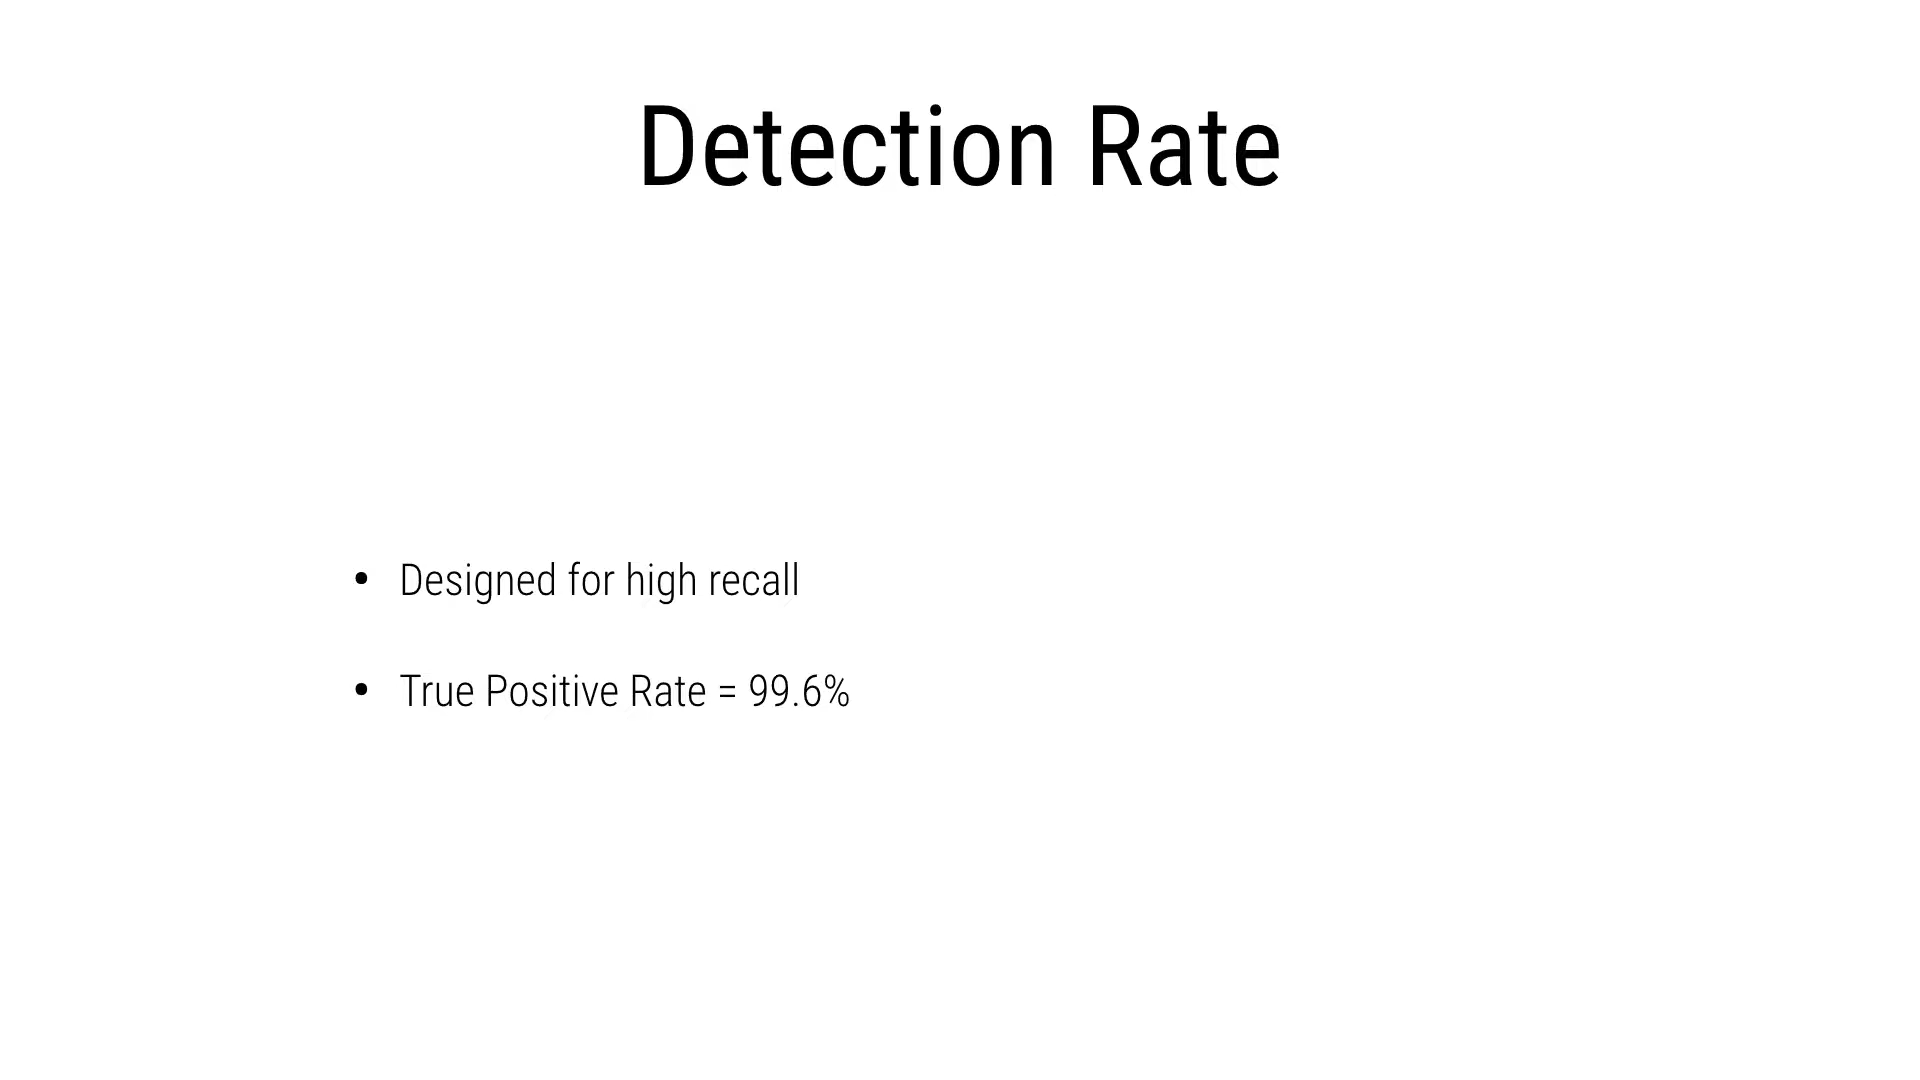 Detection Rate
• Designed for high recall
• True Positive Rate = 99.6%